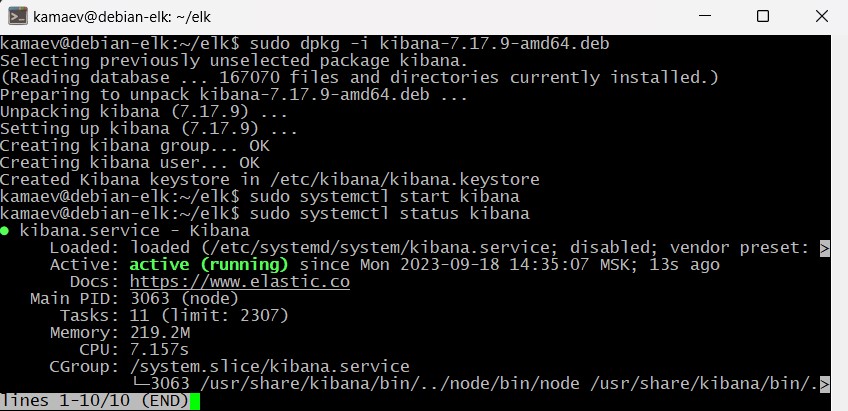 kamaev@debian-elk: ~/elk
kamaev@debian-elk:~/elk$ sudo dpkg -i kibana-7.17.9-amd64.deb
Selecting previously unselected package kibana.
(Reading database ... 167070 files and directories currently installed.)
Preparing to unpack kibana-7.17.9-amd64.deb ...
Unpacking kibana (7.17.9) ...
Setting up kibana (7.17.9) ...
Creating kibana group... OK
Creating kibana user... OK
Created Kibana keystore in /etc/kibana/kibana.keystore
kamaev@debian-elk:~/elk$ sudo systemctl start kibana
kamaev@debian-elk:~/elk$ sudo systemctl status kibana
● kibana.service - Kibana
     Loaded: loaded (/etc/systemd/system/kibana.service; disabled; vendor preset: >
     Active: active (running) since Mon 2023-09-18 14:35:07 MSK; 13s ago
       Docs: https://www.elastic.co
   Main PID: 3063 (node)
      Tasks: 11 (limit: 2307)
     Memory: 219.2M
        CPU: 7.157s
     CGroup: /system.slice/kibana.service
             └─3063 /usr/share/kibana/bin/../node/bin/node /usr/share/kibana/bin/.>
lines 1-10/10 (END)